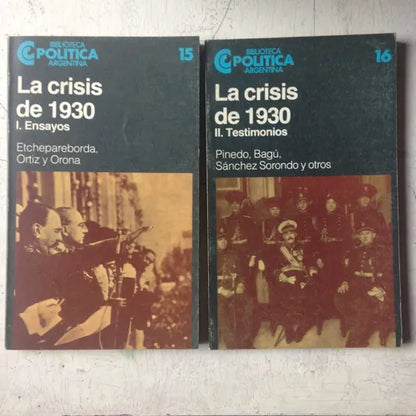 BIBLIOTECA
POLITICA
ARGENTINA
15
La crisis
de 1930
I. Ensayos
Etchepareborda,
Ortiz y Orona
BIBLIOTECA
POLITICA
ARGENTINA
16
La crisis
de 1930
II. Testimonios
Pinedo, Bagú,
Sánchez Sorondo y otros